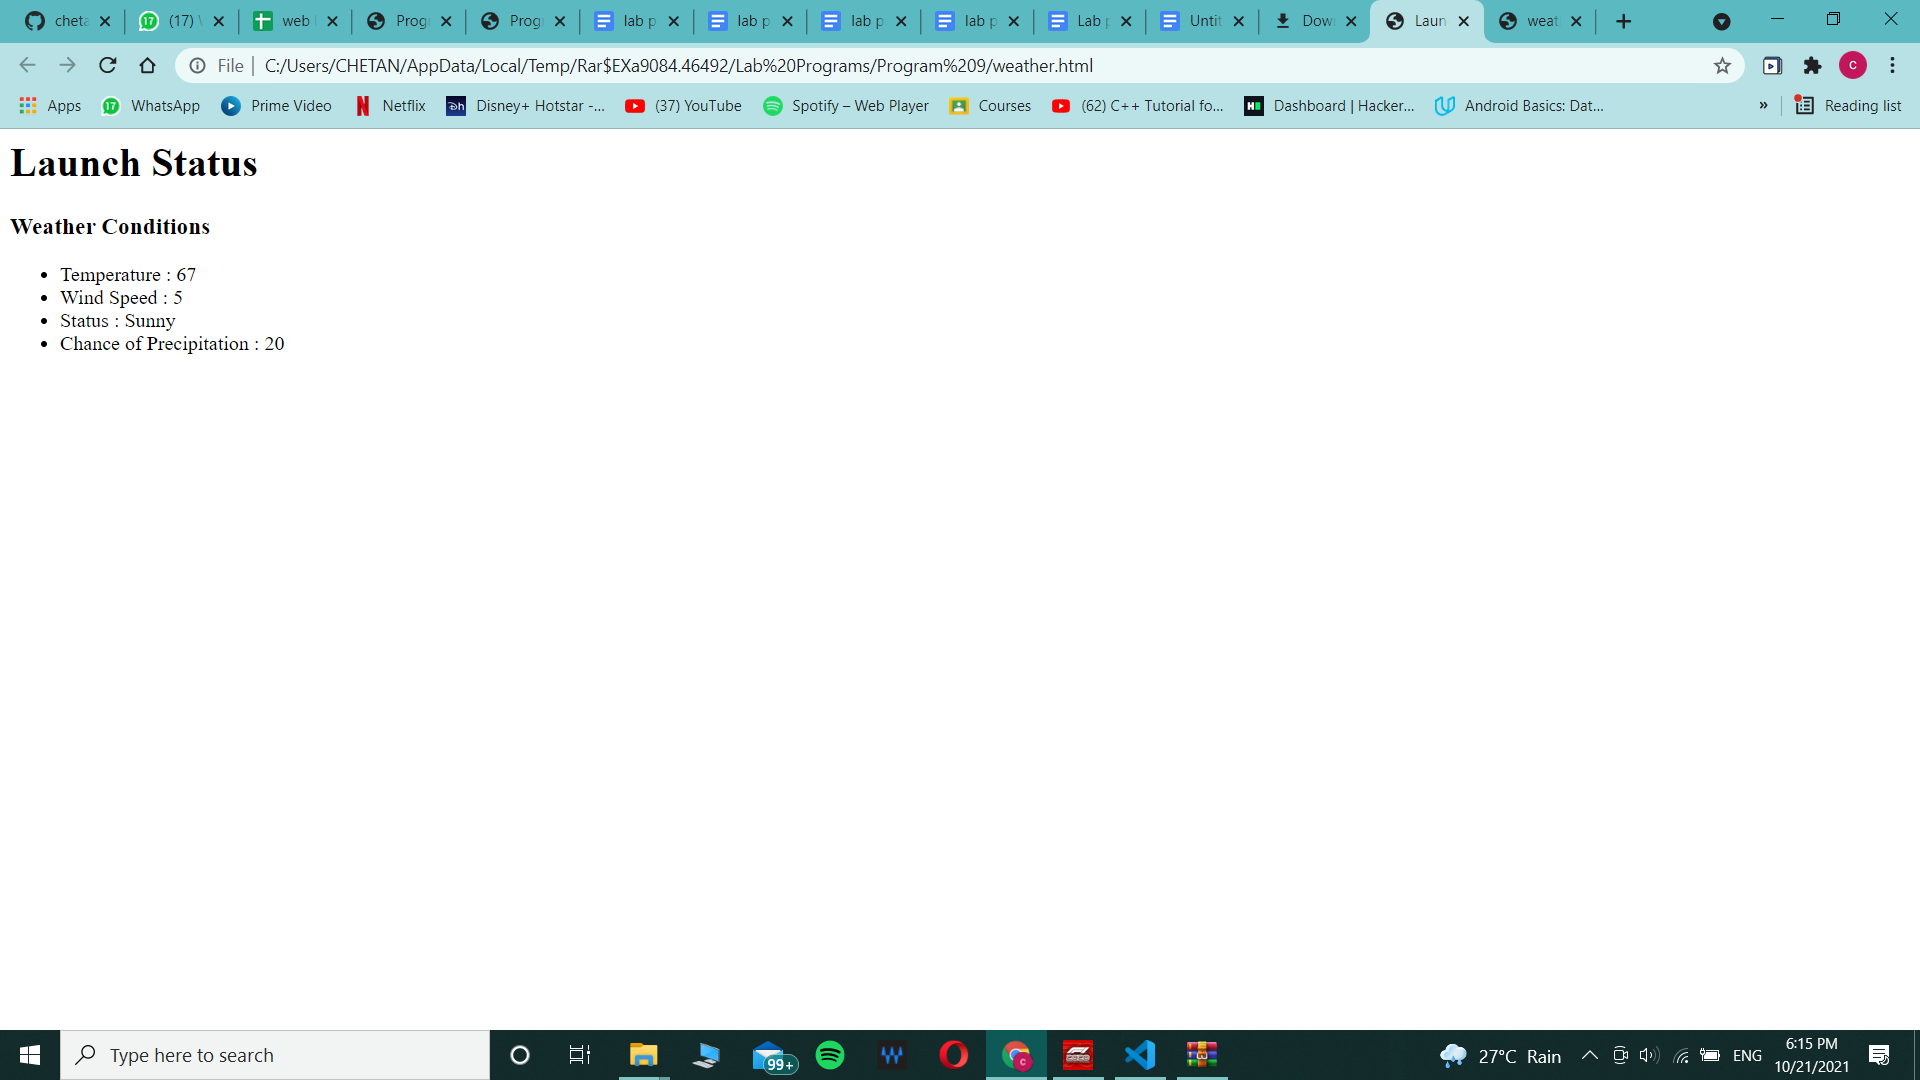 cheta
(17) W
web l
Progr
Progr
lab p
lab p
lab p
lab p
Lab p
Untit
Down
Laun
weat
File
C:/Users/CHETAN/AppData/Local/Temp/Rar$EXa9084.46492/Lab%20Programs/Program%209/weather.html
C
Apps
17
WhatsApp
Prime Video
Netflix
Disney+ Hotstar -...
(37) YouTube
Spotify – Web Player
Courses
(62) C++ Tutorial fo...
Dashboard | Hacker...
Android Basics: Dat...
»
Reading list
Launch Status
Weather Conditions
• Temperature : 67
• Wind Speed : 5
• Status : Sunny
• Chance of Precipitation : 20
Type here to search
99+
27°C Rain
ENG
6:15 PM
10/21/2021